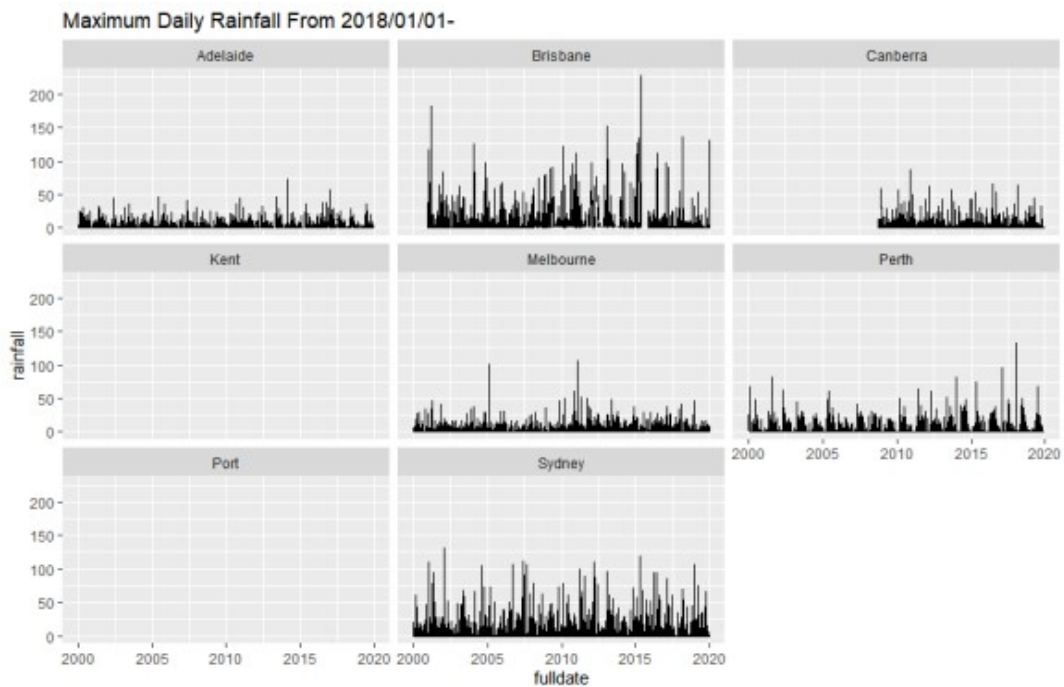 Maximum Daily Rainfall From 2018/01/01-
Adelaide Brisbane Canberra
200
150
100
50
0
Kent Melbourne Perth
200
150
100
50
0
rainfall
2000 2005 2010 2015 2020
Port Sydney
200
150
100
50
0
2000 2005 2010 2015 2020 2000 2005 2010 2015 2020
fulldate